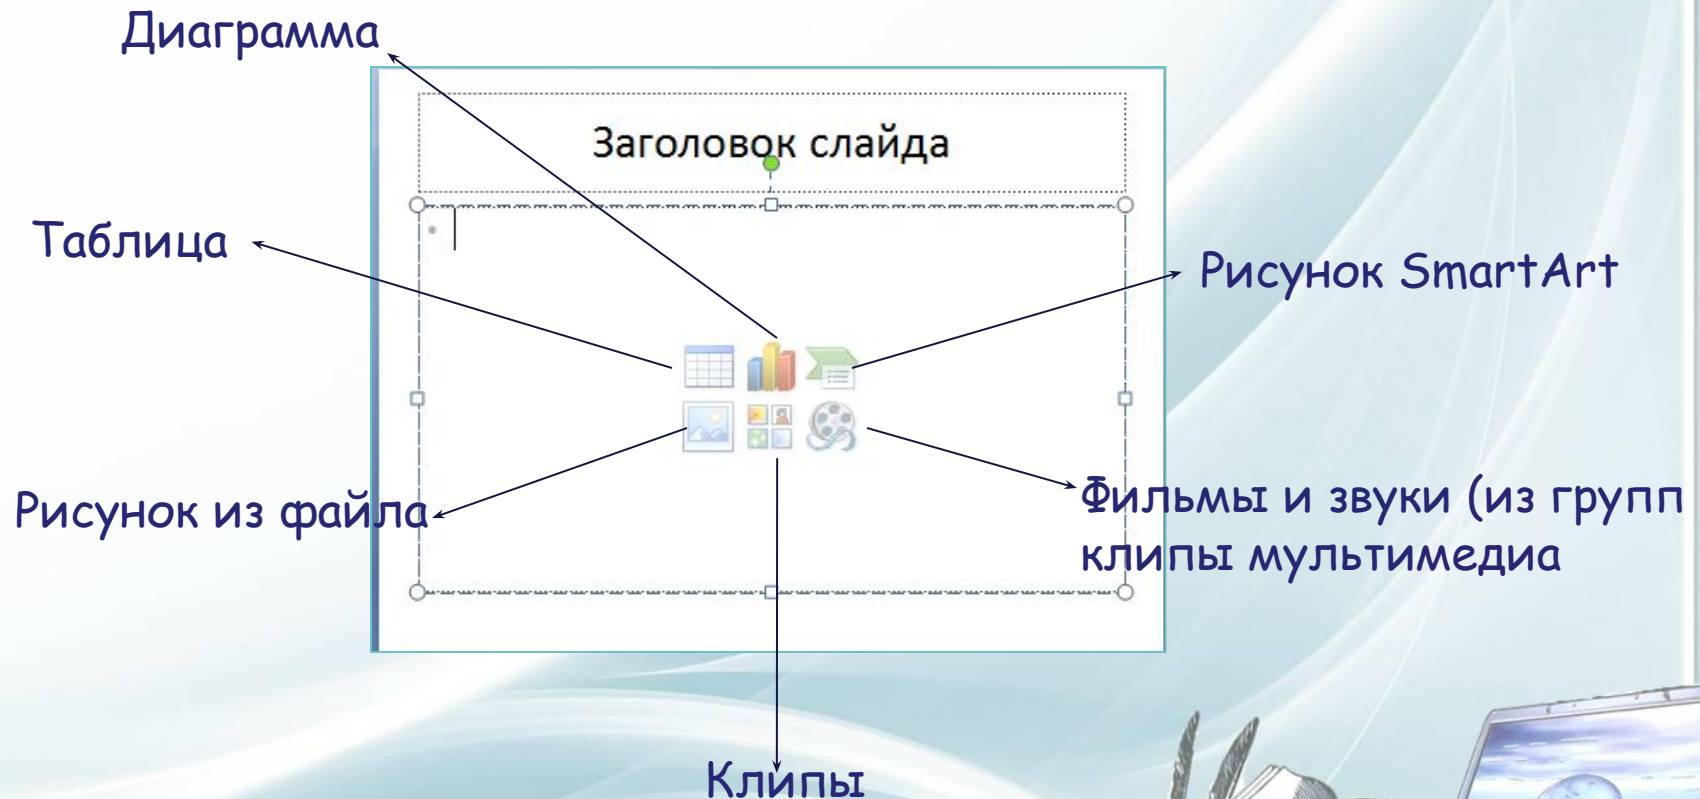 Диаграмма
Заголовок слайда
Таблица
Рисунок SmartArt
Рисунок из файла
Фильмы и звуки (из групп
клипы мультимедиа
Клипы